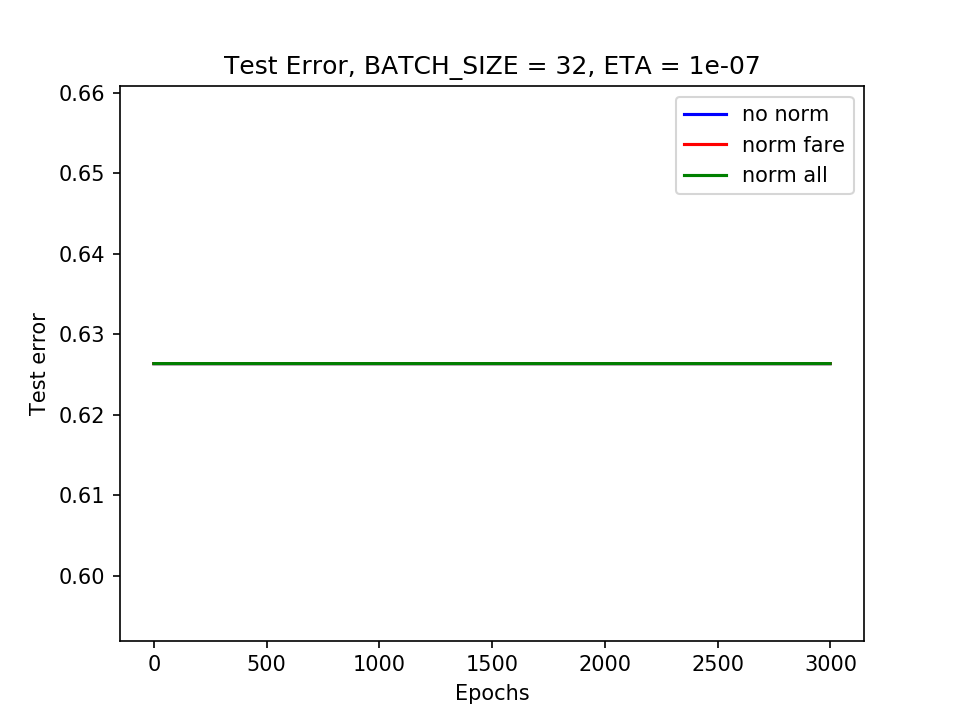 Test Error, BATCH_SIZE = 32, ETA = 1e-07
no norm
norm fare
norm all
Test error
0.66
0.65
0.64
0.63
0.62
0.61
0.60
0 500 1000 1500 2000 2500 3000
Epochs